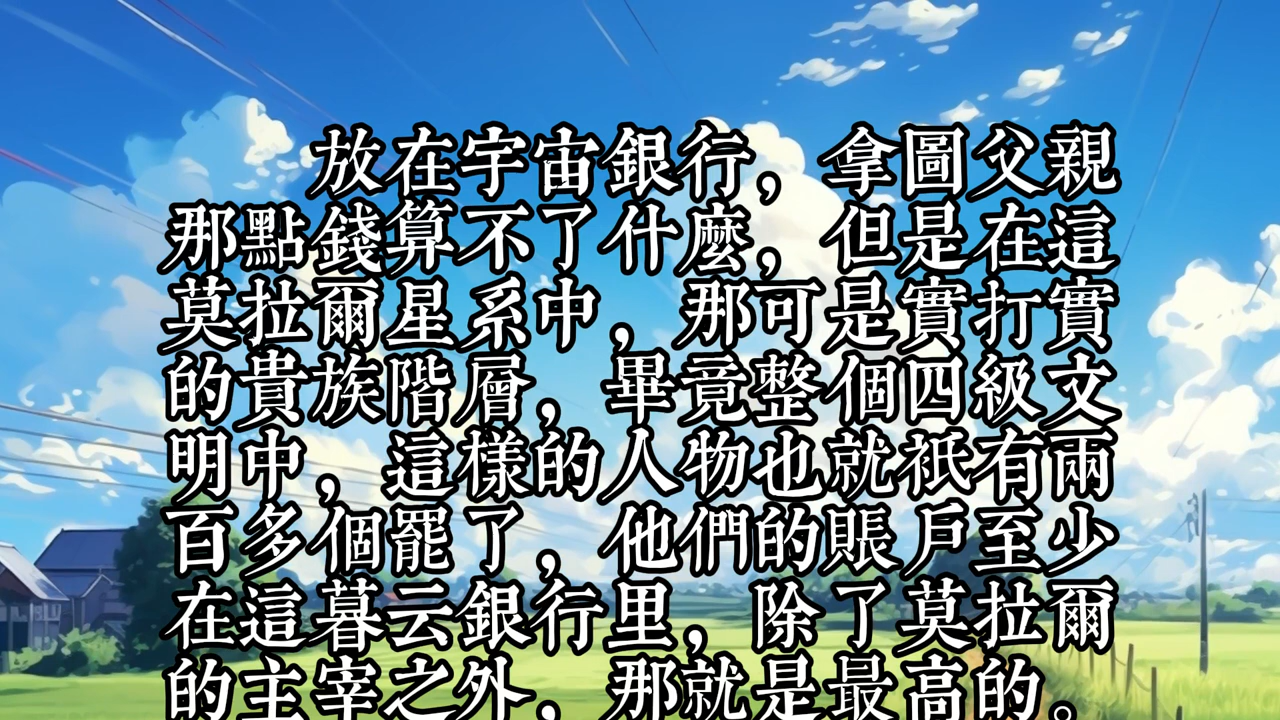 放在宇宙銀行，拿圖父親
那點錢算不了什麼，但是在這
莫拉爾星系中，那可是實打實
的貴族階層，畢竟整個四級文
明中，這樣的人物也就祇有兩
百多個罷了，他們的賬戶至少
在這暮云銀行里，除了莫拉爾
的主宰之外，那就是最高的。